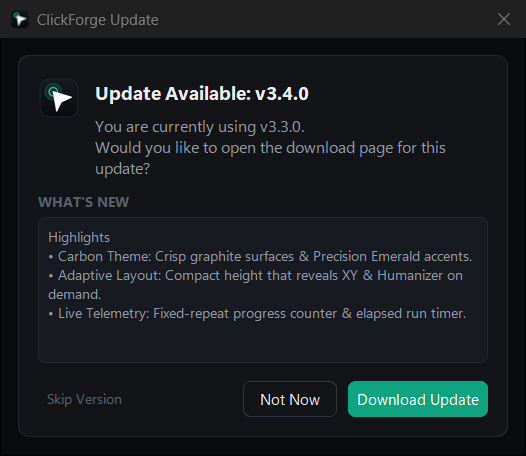 ClickForge Update
Update Available: v3.4.0
You are currently using v3.3.0.
Would you like to open the download page for this
update?
WHAT'S NEW
Highlights
• Carbon Theme: Crisp graphite surfaces & Precision Emerald accents.
• Adaptive Layout: Compact height that reveals XY & Humanizer on
demand.
• Live Telemetry: Fixed-repeat progress counter & elapsed run timer.
Skip Version
Not Now
Download Update